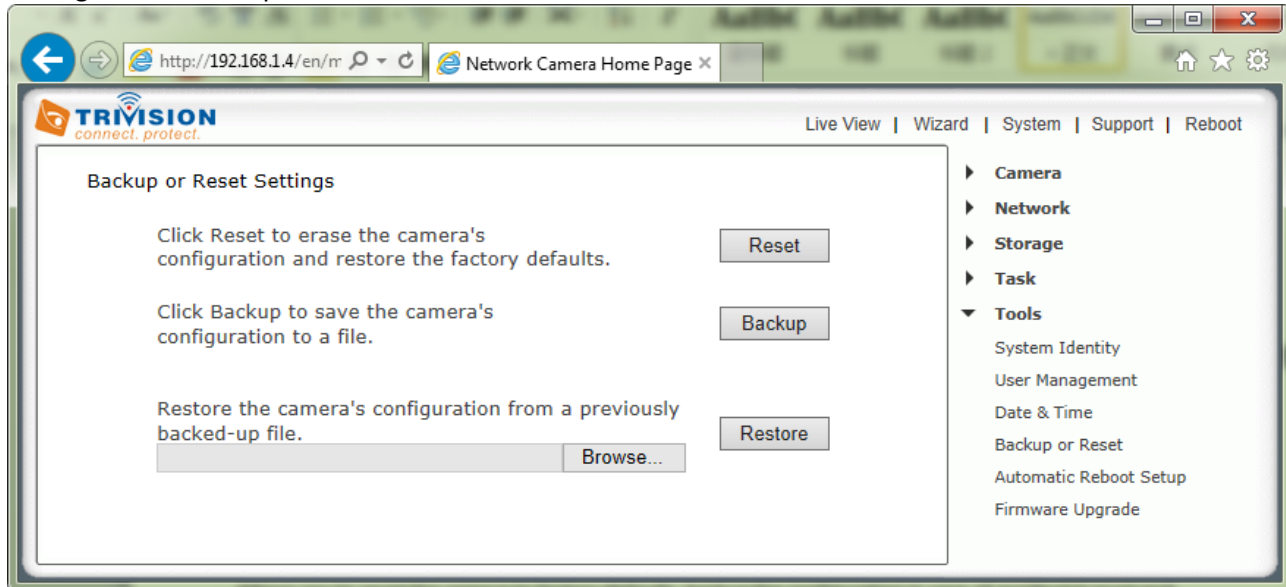 http://192.168.1.4/en/m
Network Camera Home Page
TRIVISION
connect. protect.
Live View | Wizard | System | Support | Reboot
Backup or Reset Settings
Click Reset to erase the camera's
configuration and restore the factory defaults.
Reset
Click Backup to save the camera's
configuration to a file.
Backup
Restore the camera's configuration from a previously
backed-up file.
Restore
Browse...
Camera
Network
Storage
Task
Tools
System Identity
User Management
Date & Time
Backup or Reset
Automatic Reboot Setup
Firmware Upgrade